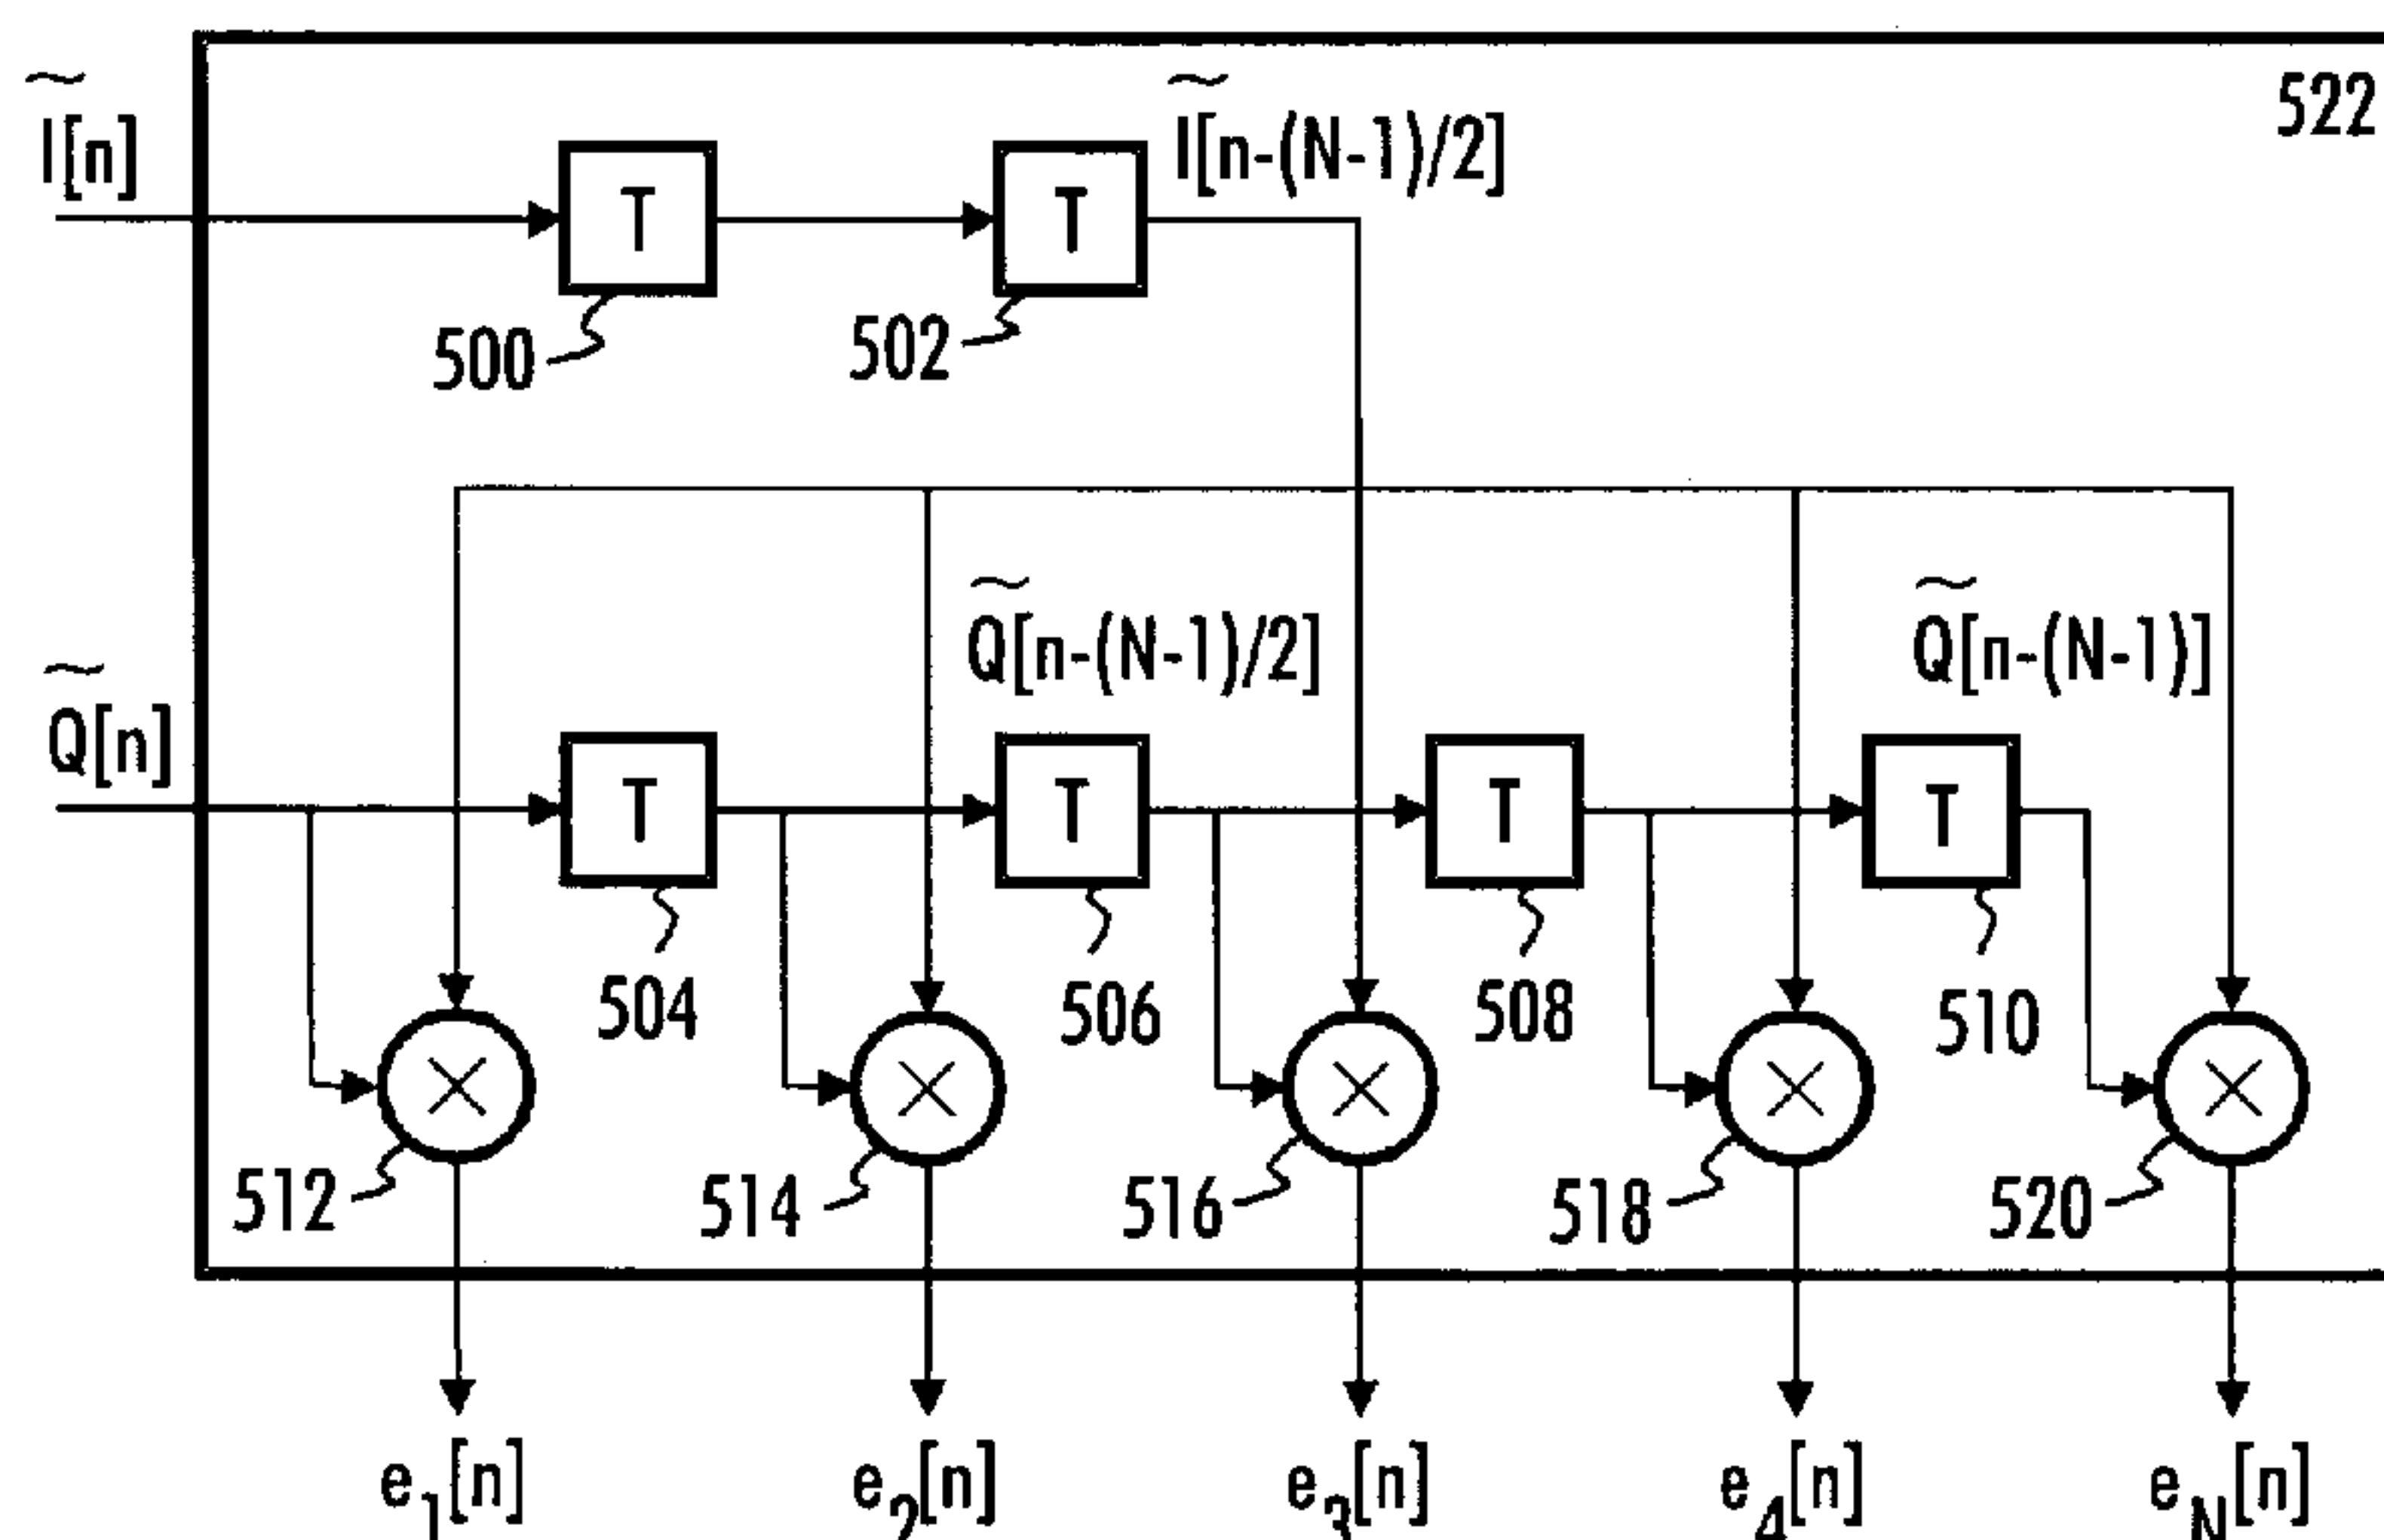 522
Ĩ[n]
Ĩ[n-(N-1)/2]
T
T
500
502
Q̃[n-(N-1)/2]
Q̃[n-(N-1)]
Q̃[n]
T
T
T
T
504
506
508
510
512
514
516
518
520
e₁[n]
e₂[n]
e₃[n]
e₄[n]
e_N[n]